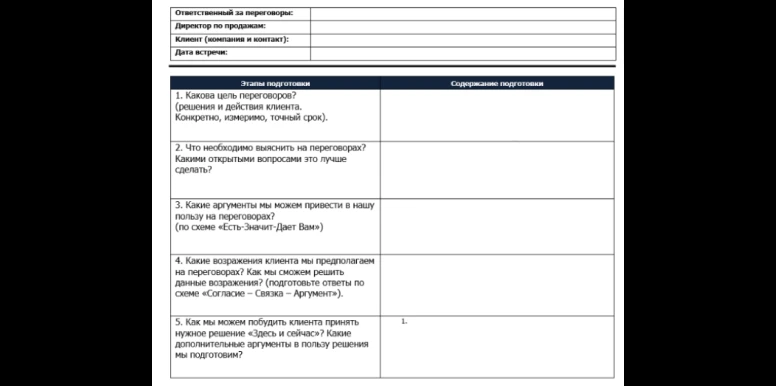 Ответственный за переговоры:
Директор по продажам:
Клиент (компания и контакт):
Дата встречи:
Этапы подготовки
Содержание подготовки
1. Какова цель переговоров?
(решения и действия клиента.
Конкретно, измеримо, точный срок).
2. Что необходимо выяснить на переговорах?
Какими открытыми вопросами это лучше
сделать?
3. Какие аргументы мы можем привести в нашу
пользу на переговорах?
(по схеме «Есть-Значит-Дает Вам»)
4. Какие возражения клиента мы предполагаем
на переговорах? Как мы сможем решить
данные возражения? (подготовьте ответы по
схеме «Согласие – Связка – Аргумент»).
5. Как мы можем побудить клиента принять
нужное решение «Здесь и сейчас»? Какие
дополнительные аргументы в пользу решения
мы подготовим?
1.